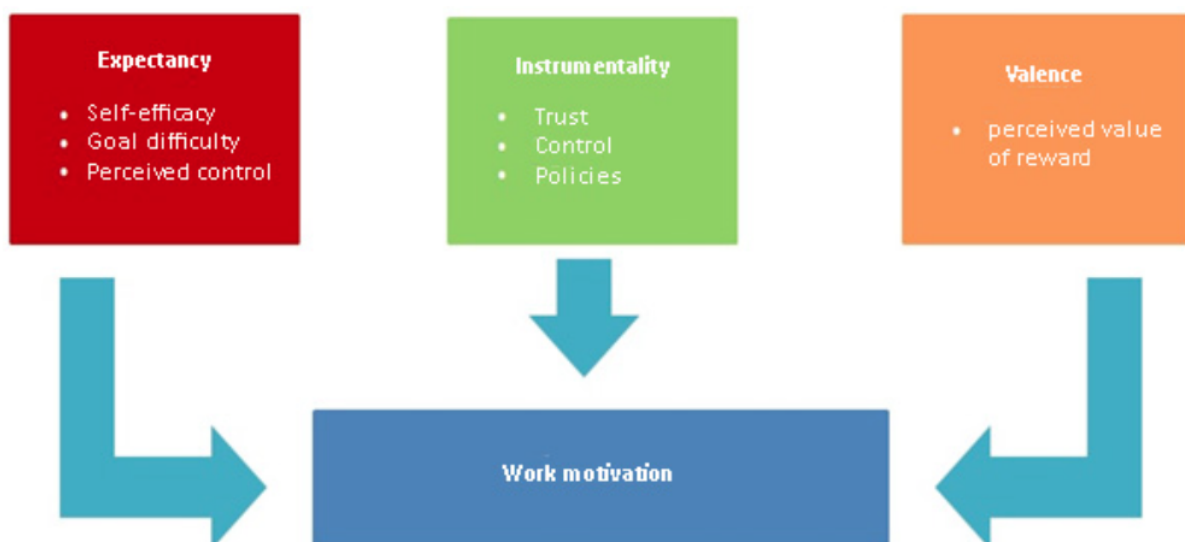 Expectancy
• Self-efficacy
• Goal difficulty
• Perceived control
Instrumentality
• Trust
• Control
• Policies
Valence
• perceived value
of reward
Work motivation